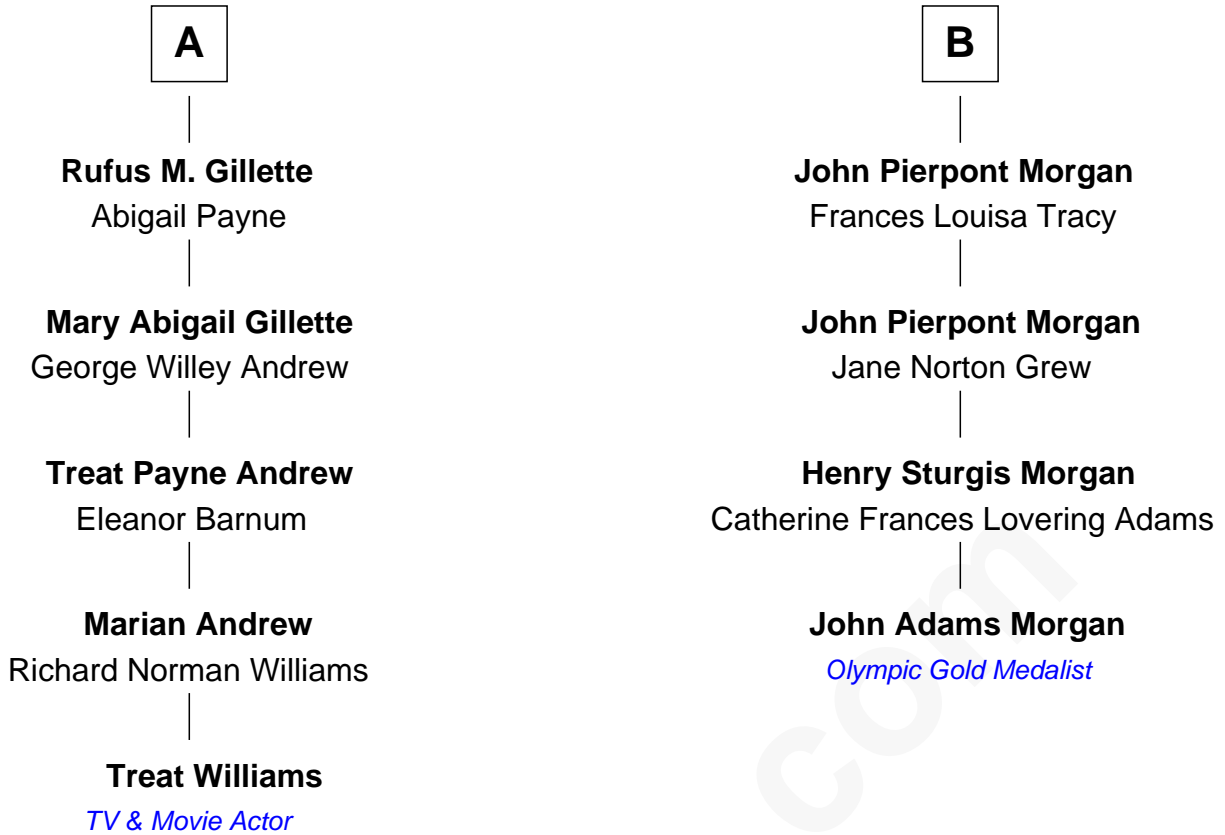 A
Rufus M. Gillette
Abigail Payne
Mary Abigail Gillette
George Willey Andrew
Treat Payne Andrew
Eleanor Barnum
Marian Andrew
Richard Norman Williams
Treat Williams
TV & Movie Actor
B
John Pierpont Morgan
Frances Louisa Tracy
John Pierpont Morgan
Jane Norton Grew
Henry Sturgis Morgan
Catherine Frances Lovering Adams
John Adams Morgan
Olympic Gold Medalist
com